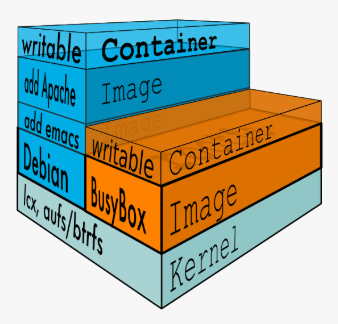 writable Container
add Apache Image
add emacs Image
writable Container
Debian
BusyBox Image
lcx, aufs/btrfs
Kernel